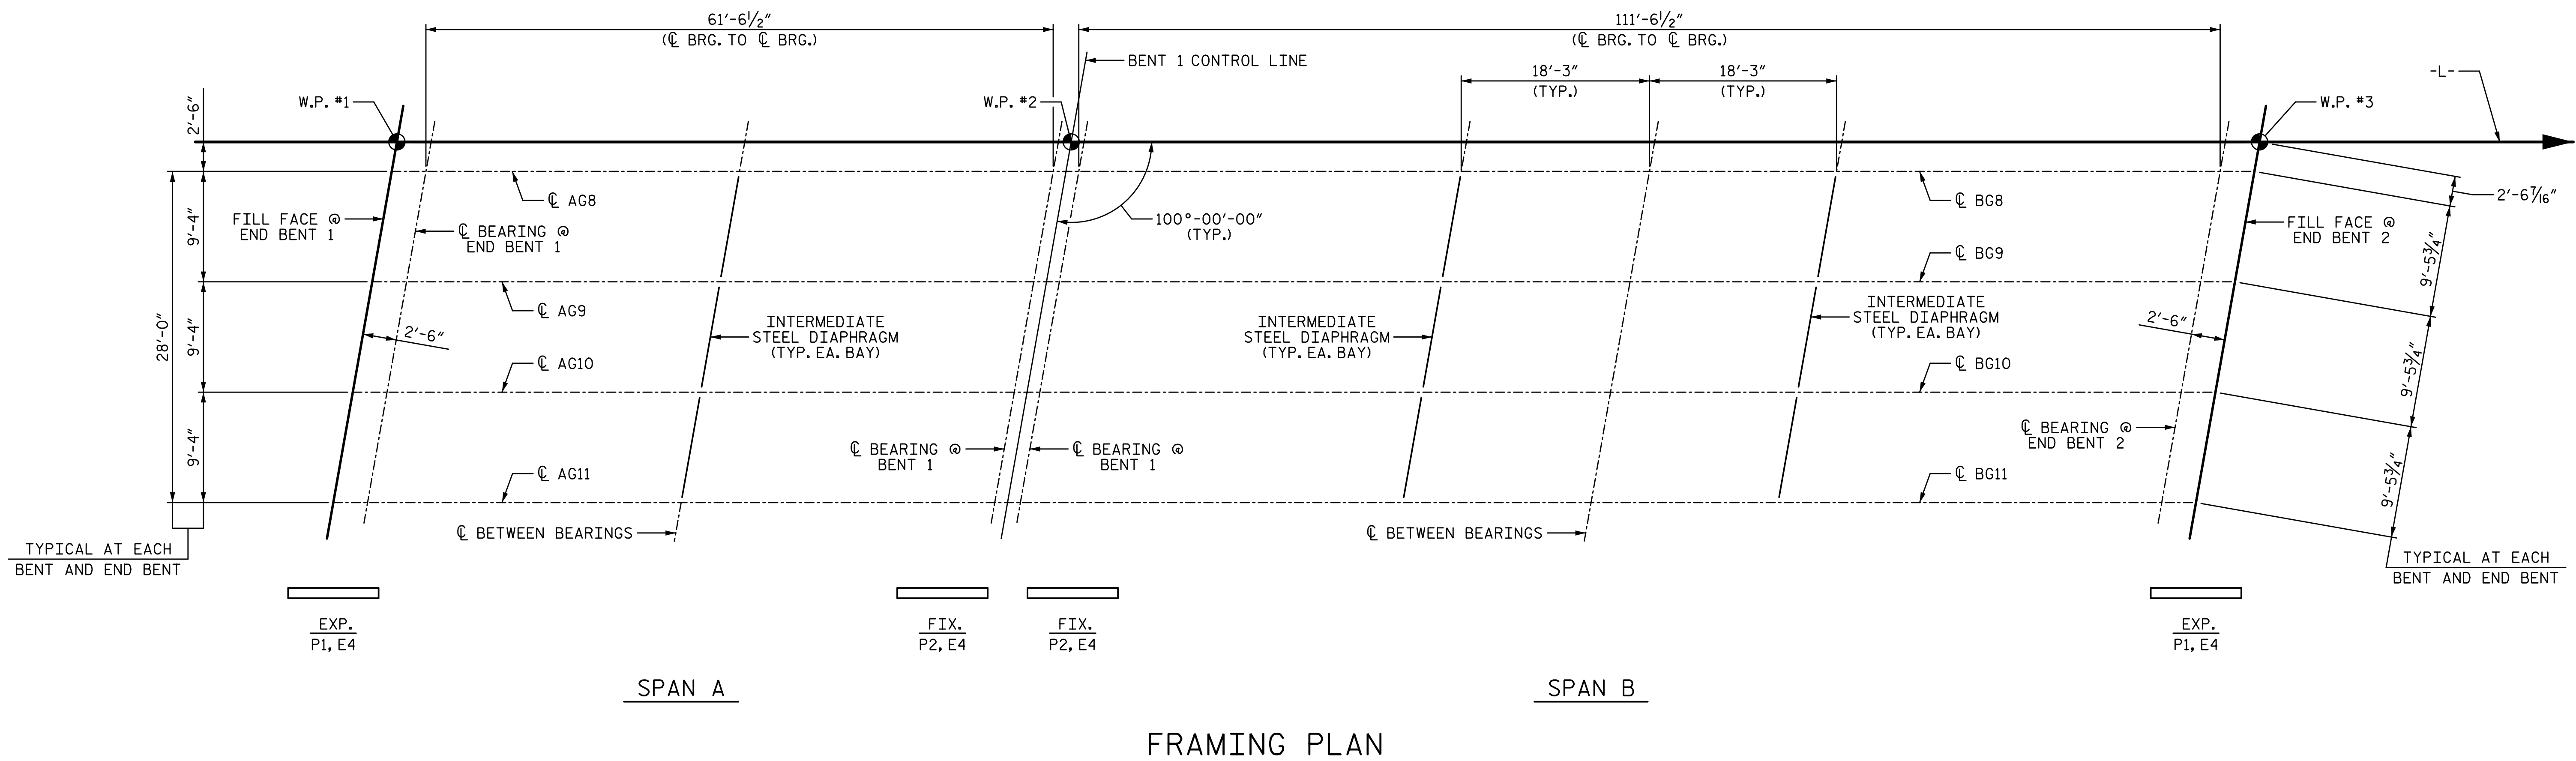 61'-6½"
(℄ BRG. TO ℄ BRG.)
111'-6½"
(℄ BRG. TO ℄ BRG.)
BENT 1 CONTROL LINE
18'-3"
(TYP.)
18'-3"
(TYP.)
-L-
W.P. #1
W.P. #2
W.P. #3
2'-6"
2'-6 7/16"
℄ AG8
℄ BG8
9'-4"
FILL FACE @
END BENT 1
℄ BEARING @
END BENT 1
100°-00'-00"
(TYP.)
FILL FACE @
END BENT 2
℄ BG9
9'-5¾"
℄ AG9
28'-0"
9'-4"
2'-6"
INTERMEDIATE
STEEL DIAPHRAGM
(TYP. EA. BAY)
INTERMEDIATE
STEEL DIAPHRAGM
(TYP. EA. BAY)
INTERMEDIATE
STEEL DIAPHRAGM
(TYP. EA. BAY)
2'-6"
℄ AG10
℄ BG10
9'-5¾"
9'-4"
℄ BEARING @
BENT 1
℄ BEARING @
BENT 1
℄ BEARING @
END BENT 2
℄ AG11
℄ BG11
9'-5¾"
℄ BETWEEN BEARINGS
℄ BETWEEN BEARINGS
TYPICAL AT EACH
BENT AND END BENT
TYPICAL AT EACH
BENT AND END BENT
EXP.
P1, E4
FIX.
P2, E4
FIX.
P2, E4
EXP.
P1, E4
SPAN A
SPAN B
FRAMING PLAN